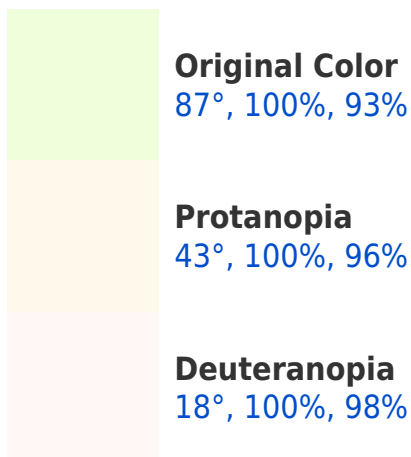 Original Color
87°, 100%, 93%
Protanopia
43°, 100%, 96%
Deuteranopia
18°, 100%, 98%